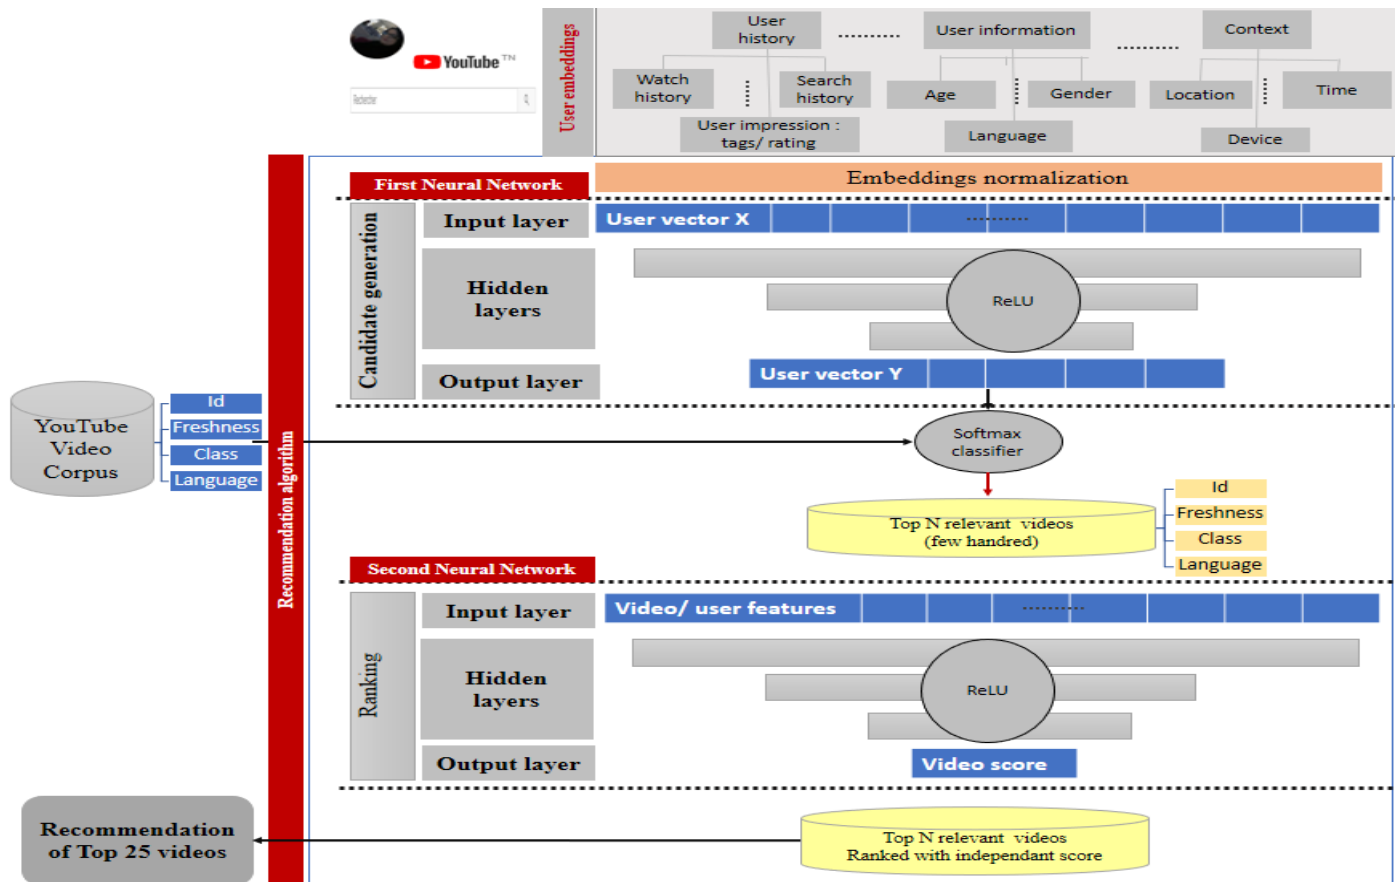 YouTube TN
Rechercher
User embeddings
User
history
User information
Context
Watch
history
Search
history
Age
Gender
Location
Time
User impression :
tags/ rating
Language
Device
First Neural Network
Embeddings normalization
Candidate generation
Input layer
User vector X
Hidden
layers
ReLU
Output layer
User vector Y
YouTube
Video
Corpus
Id
Freshness
Class
Language
Recommendation algorithm
Softmax
classifier
Top N relevant videos
(few handred)
Id
Freshness
Class
Language
Second Neural Network
Ranking
Input layer
Video/ user features
Hidden
layers
ReLU
Output layer
Video score
Recommendation
of Top 25 videos
Top N relevant videos
Ranked with independant score